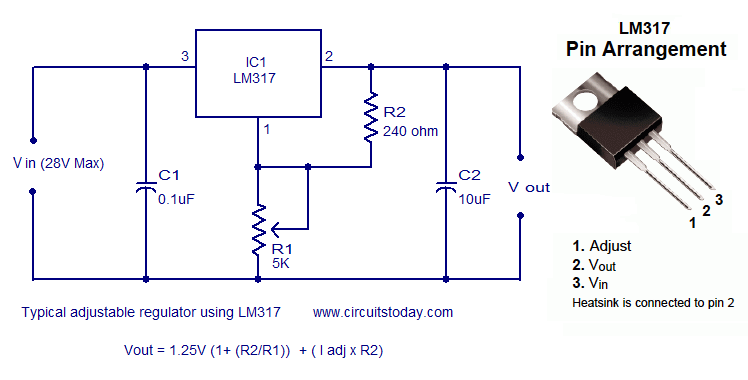 LM317
Pin Arrangement
3
IC1
LM317
2
1
R2
240 ohm
V in (28V Max)
C1
0.1uF
R1
5K
C2
10uF
V out
1
2
3
1. Adjust
2. Vout
3. Vin
Heatsink is connected to pin 2
Typical adjustable regulator using LM317 www.circuitstoday.com
Vout = 1.25V (1+ (R2/R1)) + ( I adj x R2)